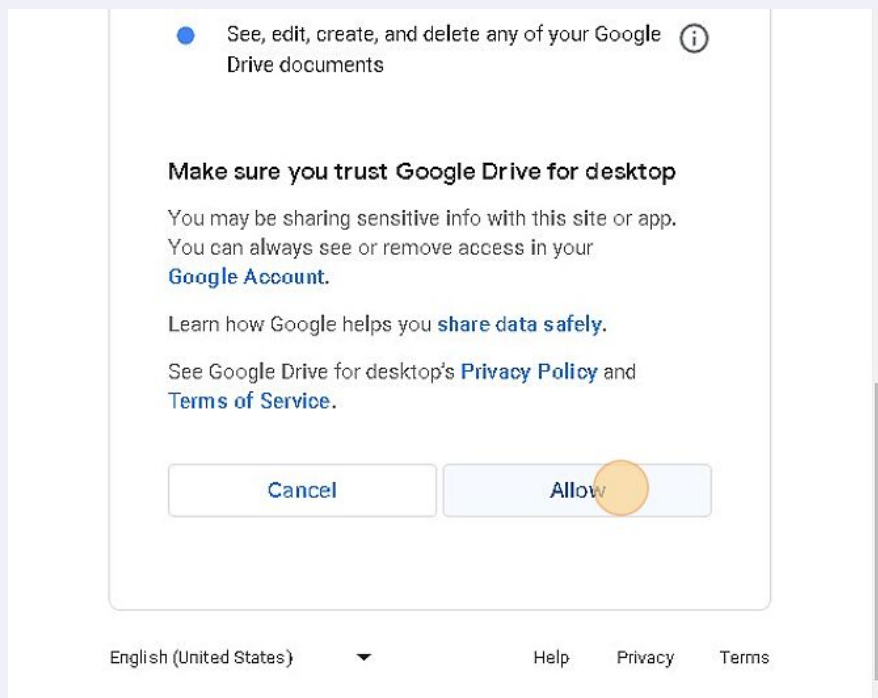 See, edit, create, and delete any of your Google
Drive documents
Make sure you trust Google Drive for desktop
You may be sharing sensitive info with this site or app.
You can always see or remove access in your
Google Account.
Learn how Google helps you share data safely.
See Google Drive for desktop's Privacy Policy and
Terms of Service.
Cancel Allow
English (United States) Help Privacy Terms